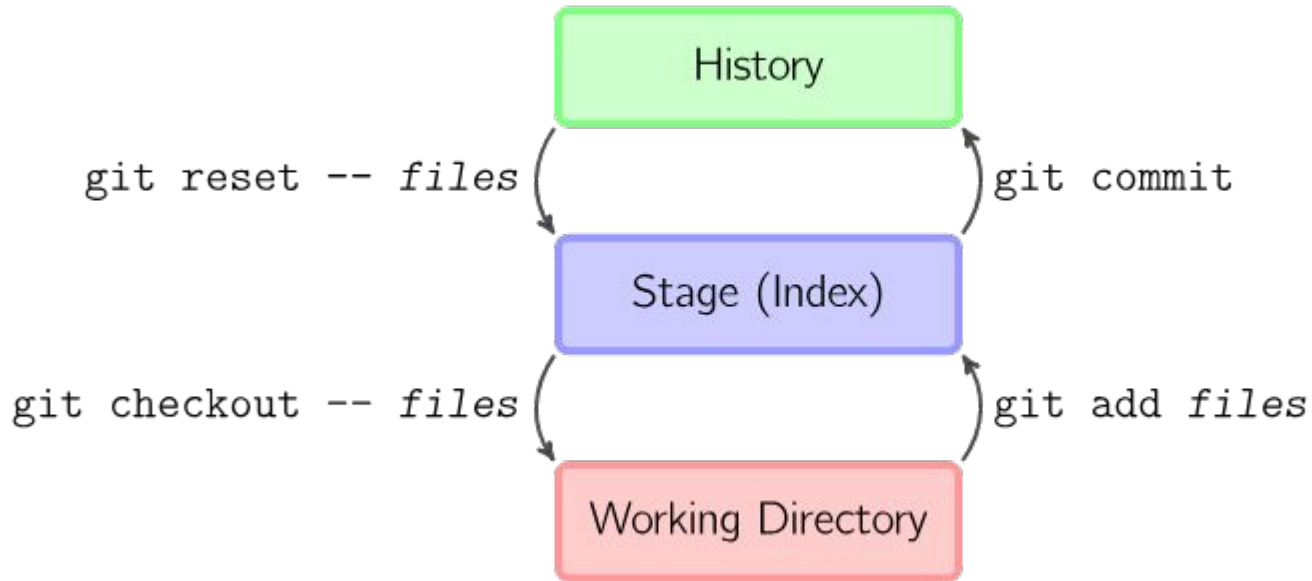 History
git reset -- files
git commit
Stage (Index)
git checkout -- files
git add files
Working Directory